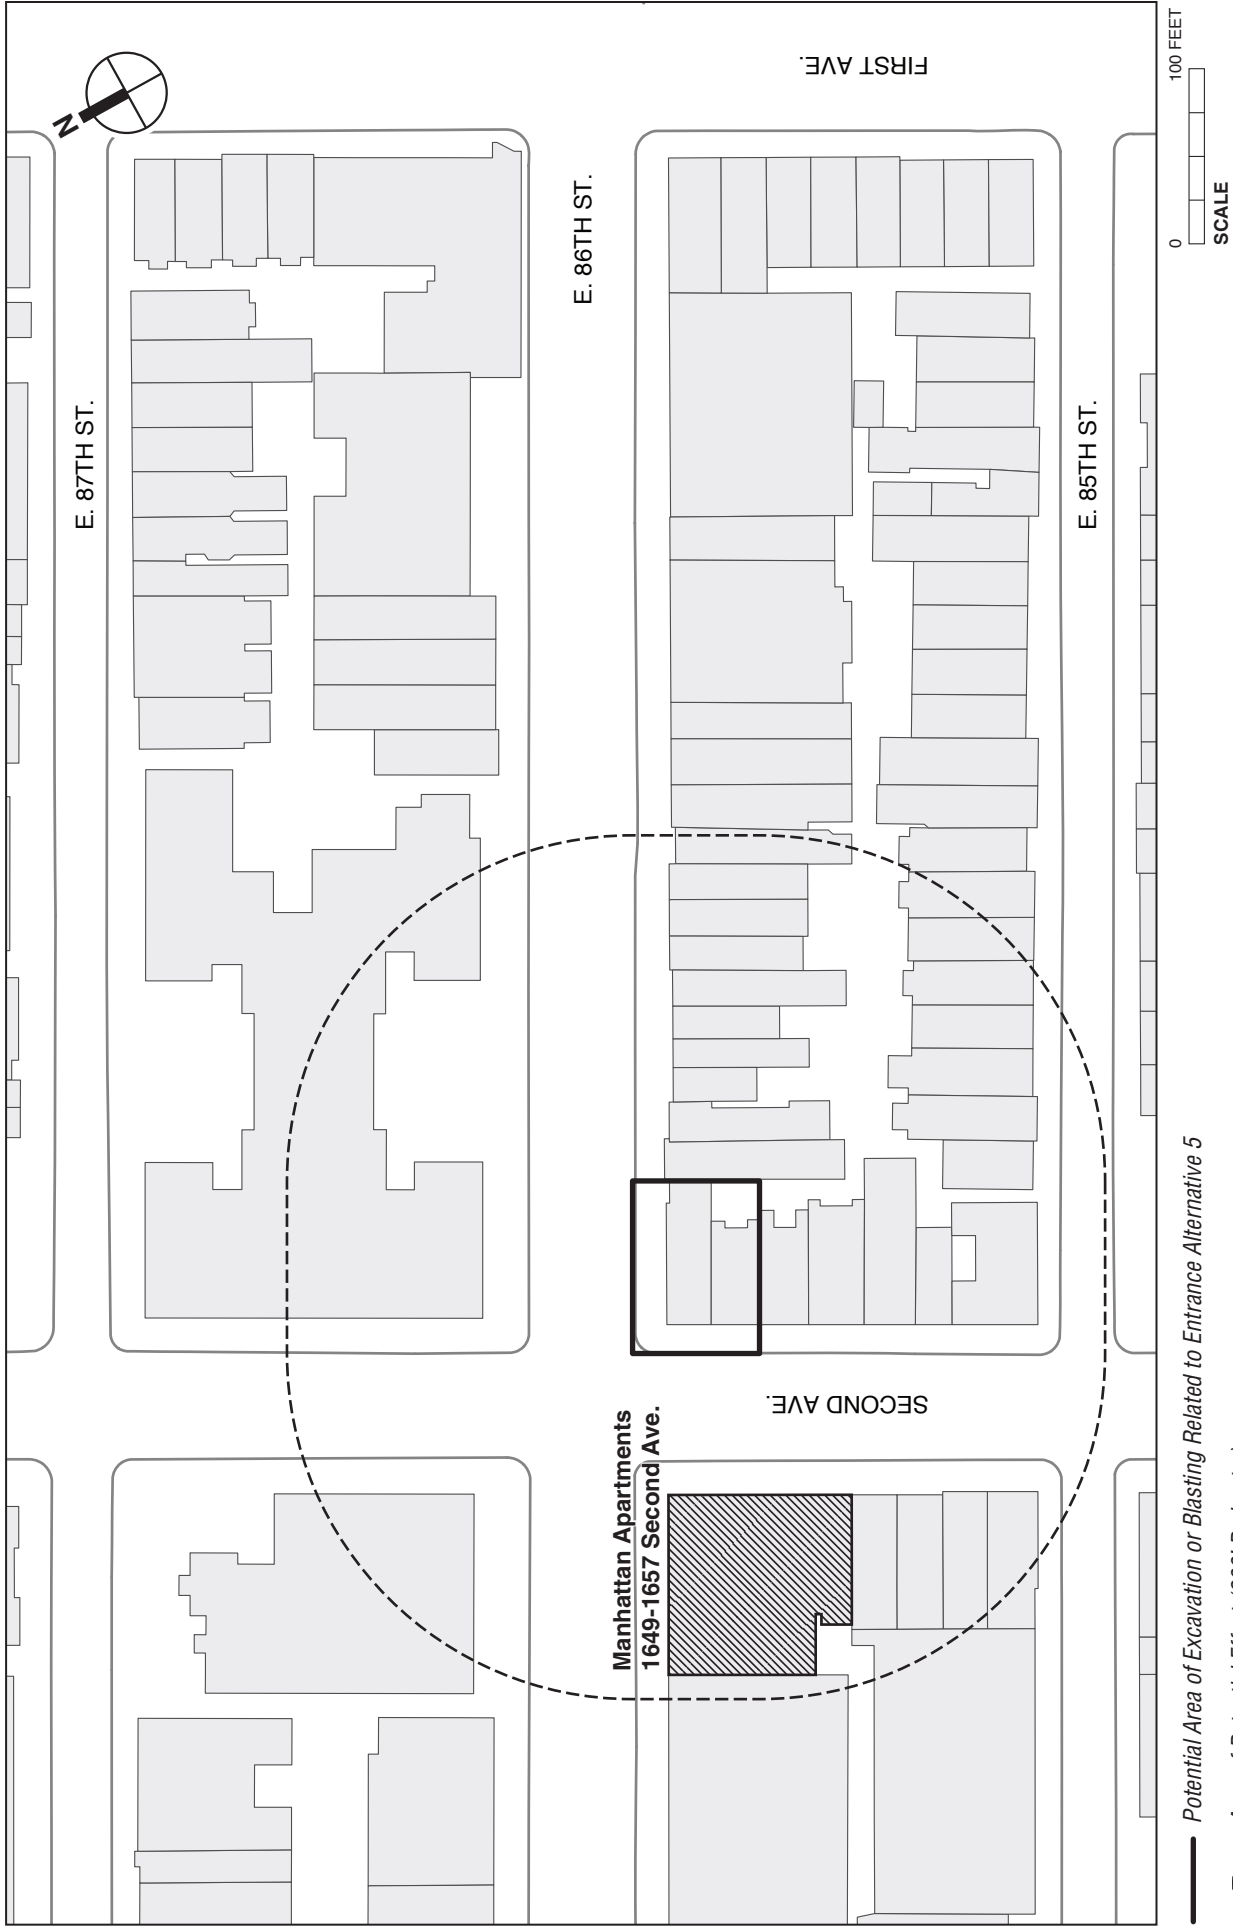 N
FIRST AVE.
E. 87TH ST.
E. 86TH ST.
E. 85TH ST.
SECOND AVE.
Manhattan Apartments
1649-1657 Second Ave.
0 100 FEET
SCALE
Potential Area of Excavation or Blasting Related to Entrance Alternative 5